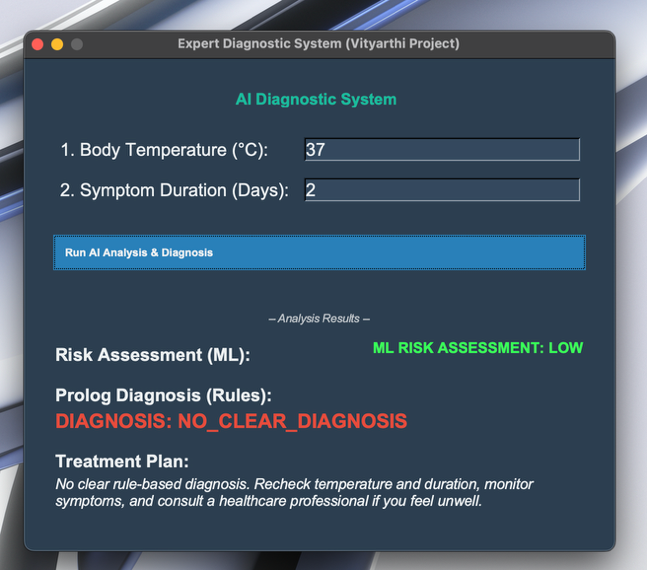 Expert Diagnostic System (Vityarthi Project)
AI Diagnostic System
1. Body Temperature (°C): 37
2. Symptom Duration (Days): 2
Run AI Analysis & Diagnosis
-- Analysis Results --
Risk Assessment (ML): ML RISK ASSESSMENT: LOW
Prolog Diagnosis (Rules):
DIAGNOSIS: NO_CLEAR_DIAGNOSIS
Treatment Plan:
No clear rule-based diagnosis. Recheck temperature and duration, monitor
symptoms, and consult a healthcare professional if you feel unwell.